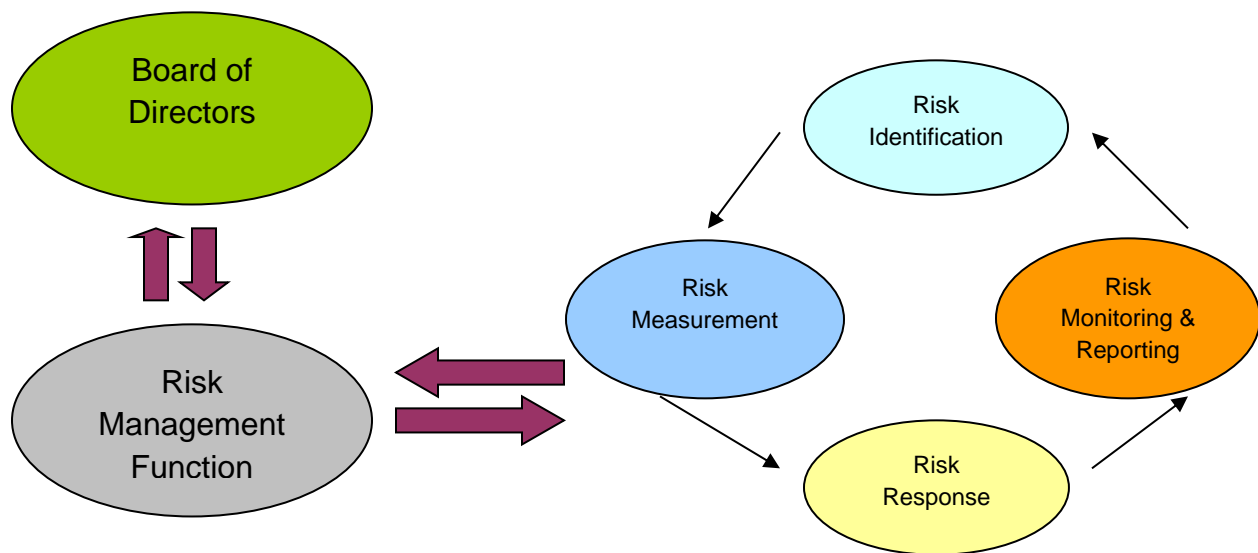 Board of
Directors
Risk
Management
Function
Risk
Identification
Risk
Measurement
Risk
Monitoring &
Reporting
Risk
Response